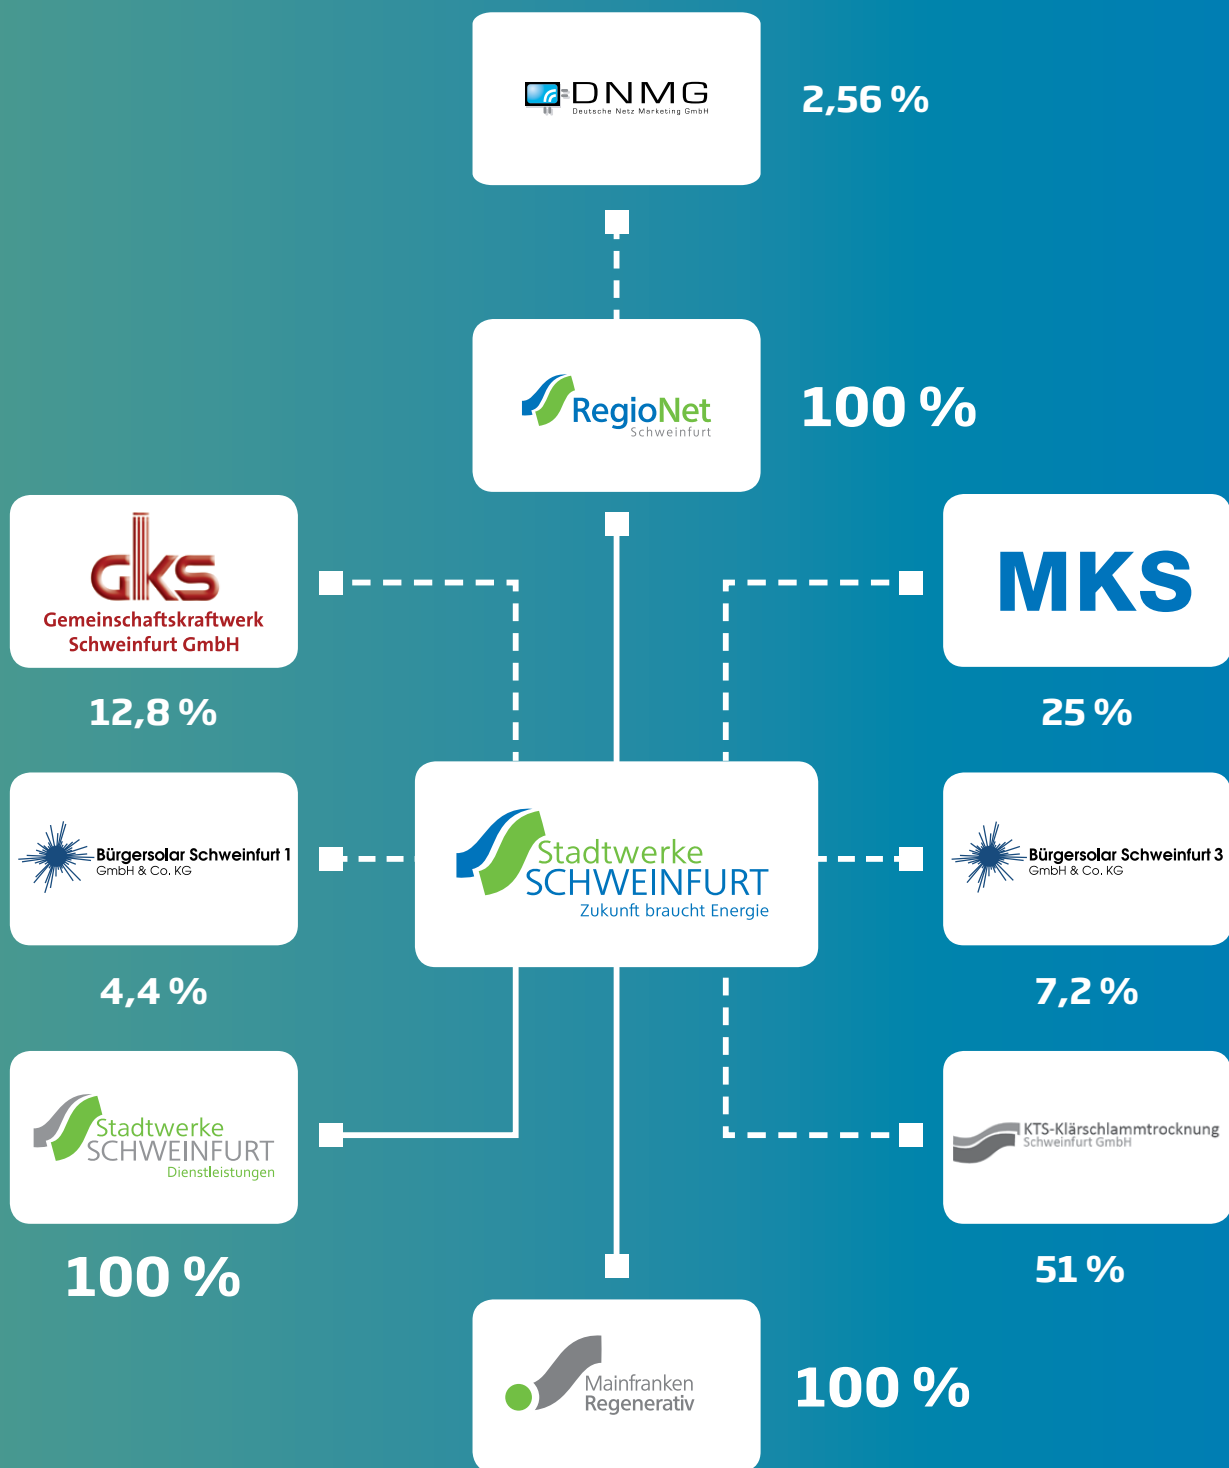 DNMG
Deutsche Netz Marketing GmbH
2,56 %
RegioNet
Schweinfurt
100 %
GKS
Gemeinschaftskraftwerk
Schweinfurt GmbH
12,8 %
MKS
25 %
Bürgersolar Schweinfurt 1
GmbH & Co. KG
4,4 %
Stadtwerke
SCHWEINFURT
Zukunft braucht Energie
Bürgersolar Schweinfurt 3
GmbH & Co. KG
7,2 %
Stadtwerke
SCHWEINFURT
Dienstleistungen
100 %
KTS-Klärschlammtrocknung
Schweinfurt GmbH
51 %
Mainfranken
Regenerativ
100 %